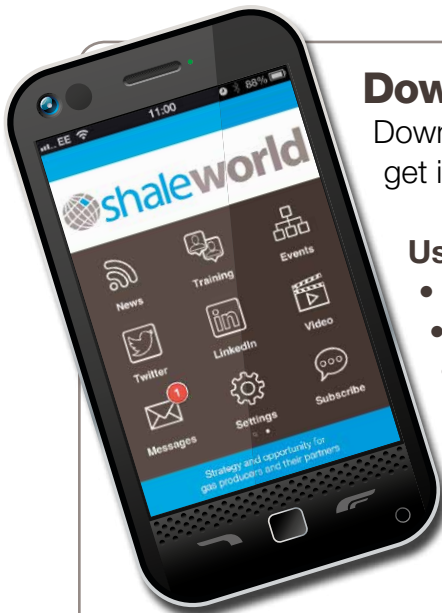 Dow
Down
get i
Us
EE 11:00 88%
shaleworld
News Training Events
Twitter LinkedIn Video
in
1
Messages Settings Subscribe
Strategy and opportunity for
gas producers and their partners